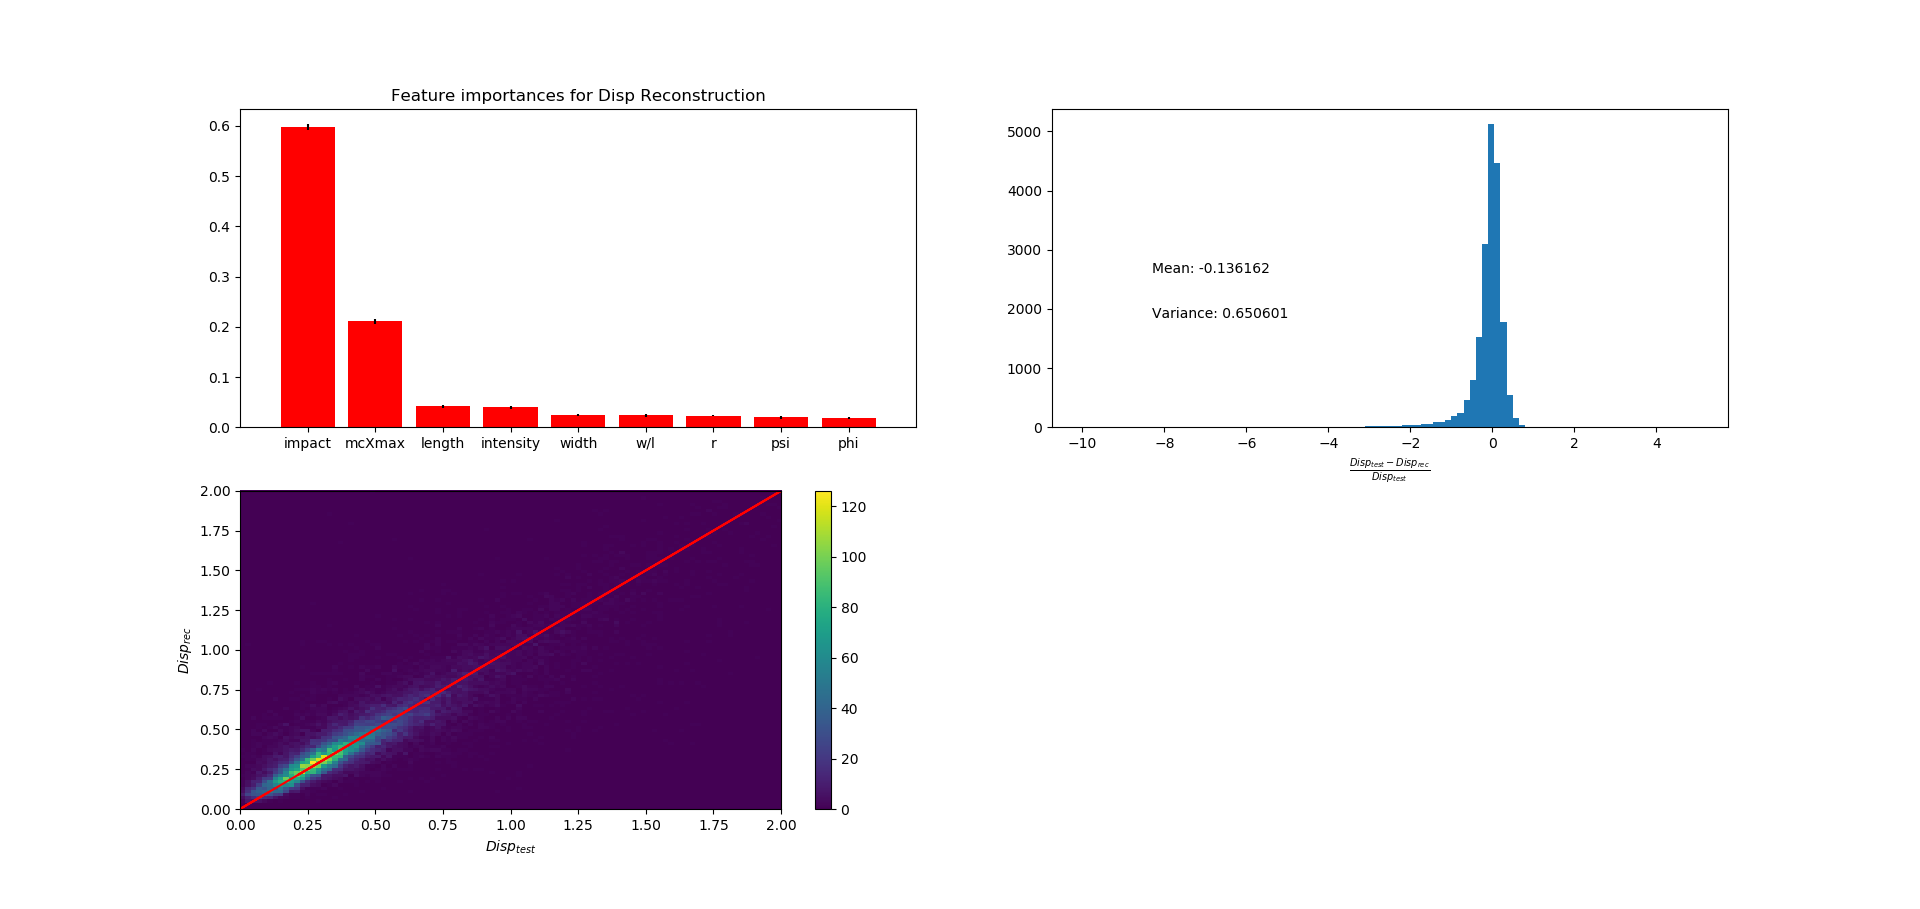 Feature importances for Disp Reconstruction
0.6
0.5
0.4
0.3
0.2
0.1
0.0
impact mcXmax length intensity width w/l r psi phi
5000
4000
3000
2000
1000
0
Mean: -0.136162
Variance: 0.650601
−10 −8 −6 −4 −2 0 2 4
Disp_test − Disp_rec
Disp_test
2.00
1.75
1.50
1.25
1.00
0.75
0.50
0.25
0.00
Disp_rec
0.00 0.25 0.50 0.75 1.00 1.25 1.50 1.75 2.00
Disp_test
120
100
80
60
40
20
0